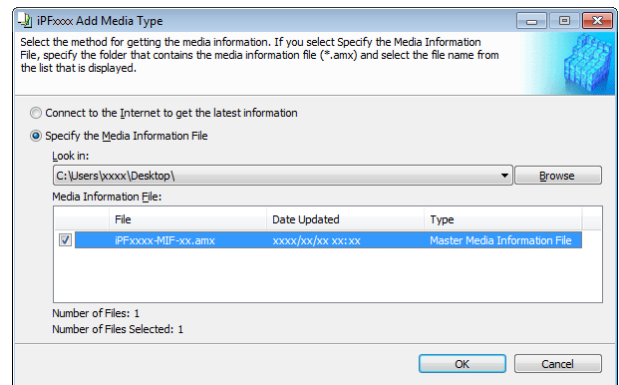 iPFxxxx Add Media Type
Select the method for getting the media information. If you select Specify the Media Information
File, specify the folder that contains the media information file (*.amx) and select the file name from
the list that is displayed.
Connect to the Internet to get the latest information
Specify the Media Information File
Look in:
C:\Users\xxxx\Desktop\ Browse
Media Information File:
File Date Updated Type
iPFxxxx-MIF-xx.amx xxxx/xx/xx xx:xx Master Media Information File
Number of Files: 1
Number of Files Selected: 1
OK Cancel